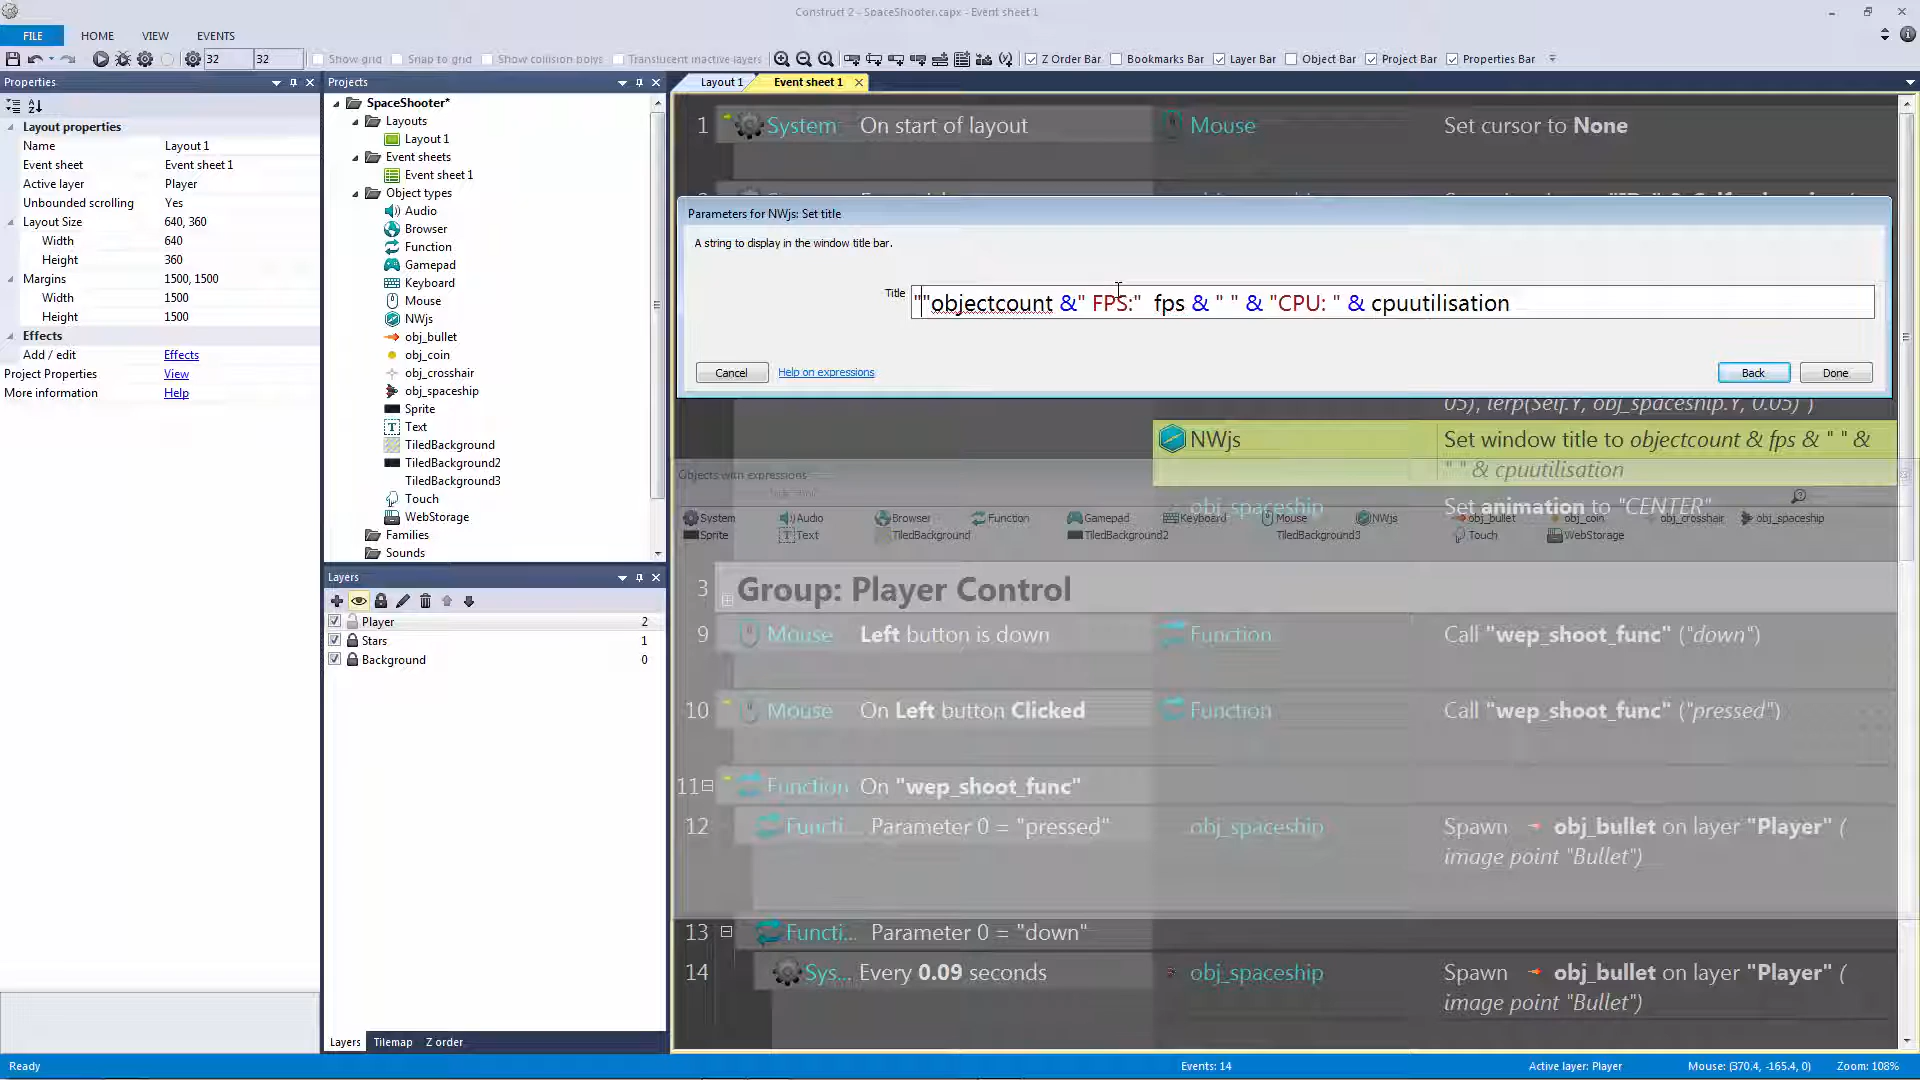 Construct 2 - SpaceShooter.capx - Event sheet 1
FILE HOME VIEW EVENTS
32 32 Show grid Snap to grid Show collision polys Translucent inactive layers Z Order Bar Bookmarks Bar Layer Bar Object Bar Project Bar Properties Bar
Properties
Layout properties
Name Layout 1
Event sheet Event sheet 1
Active layer Player
Unbounded scrolling Yes
Layout Size 640, 360
Width 640
Height 360
Margins 1500, 1500
Width 1500
Height 1500
Effects
Add / edit Effects
Project Properties View
More information Help
Projects
SpaceShooter*
Layouts
Layout 1
Event sheets
Event sheet 1
Object types
Audio
Browser
Function
Gamepad
Keyboard
Mouse
NWjs
obj_bullet
obj_coin
obj_crosshair
obj_spaceship
Sprite
Text
TiledBackground
TiledBackground2
TiledBackground3
Touch
WebStorage
Families
Sounds
Layers
Player 2
Stars 1
Background 0
Layers Tilemap Z order
Layout 1 Event sheet 1
1 System On start of layout Mouse Set cursor to None
Parameters for NWjs: Set title
A string to display in the window title bar.
Title ""objectcount &" FPS:" fps & " " & "CPU: " & cpuutilisation
Cancel Help on expressions Back Done
05), lerp(Self.Y, obj_spaceship.Y, 0.05) )
NWjs Set window title to objectcount & fps & " " &
" " & cpuutilisation
Objects with expressions
obj_spaceship Set animation to "CENTER"
System Audio Browser Function Gamepad Keyboard Mouse NWjs obj_bullet obj_coin obj_crosshair obj_spaceship
Sprite Text TiledBackground TiledBackground2 TiledBackground3 Touch WebStorage
3 Group: Player Control
9 Mouse Left button is down Function Call "wep_shoot_func" ("down")
10 Mouse On Left button Clicked Function Call "wep_shoot_func" ("pressed")
11 Function On "wep_shoot_func"
12 Functi... Parameter 0 = "pressed" obj_spaceship Spawn obj_bullet on layer "Player" (
image point "Bullet")
13 Functi... Parameter 0 = "down"
14 Sys... Every 0.09 seconds obj_spaceship Spawn obj_bullet on layer "Player" (
image point "Bullet")
Ready Events: 14 Active layer: Player Mouse: (370.4, -165.4, 0) Zoom: 108%